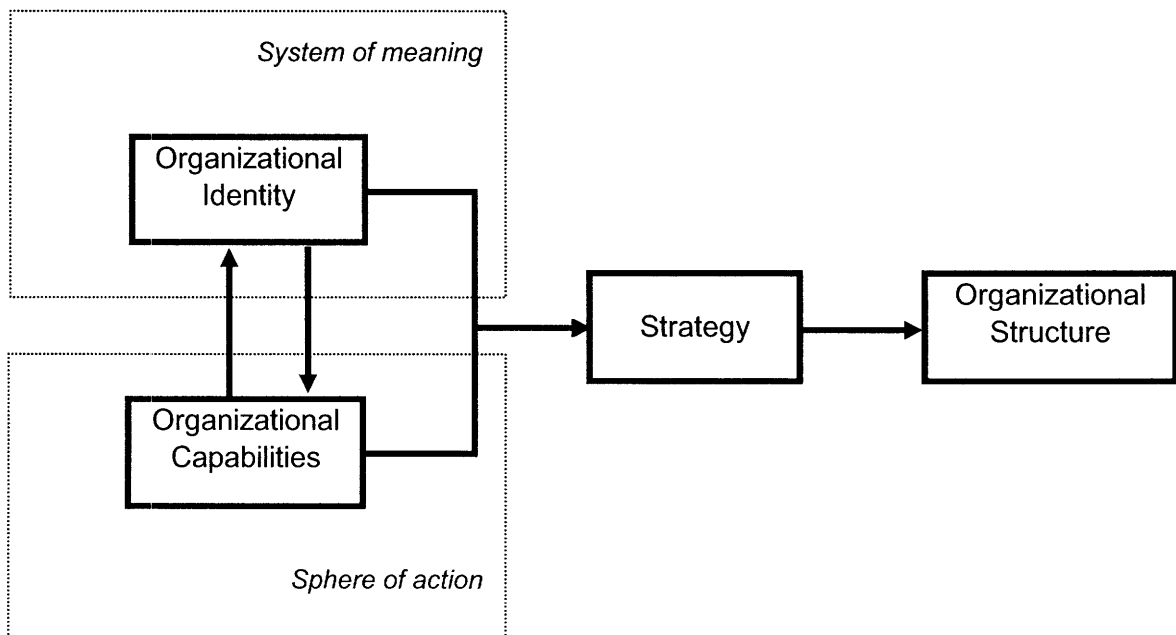 System of meaning
Organizational
Identity
Strategy
Organizational
Structure
Organizational
Capabilities
Sphere of action